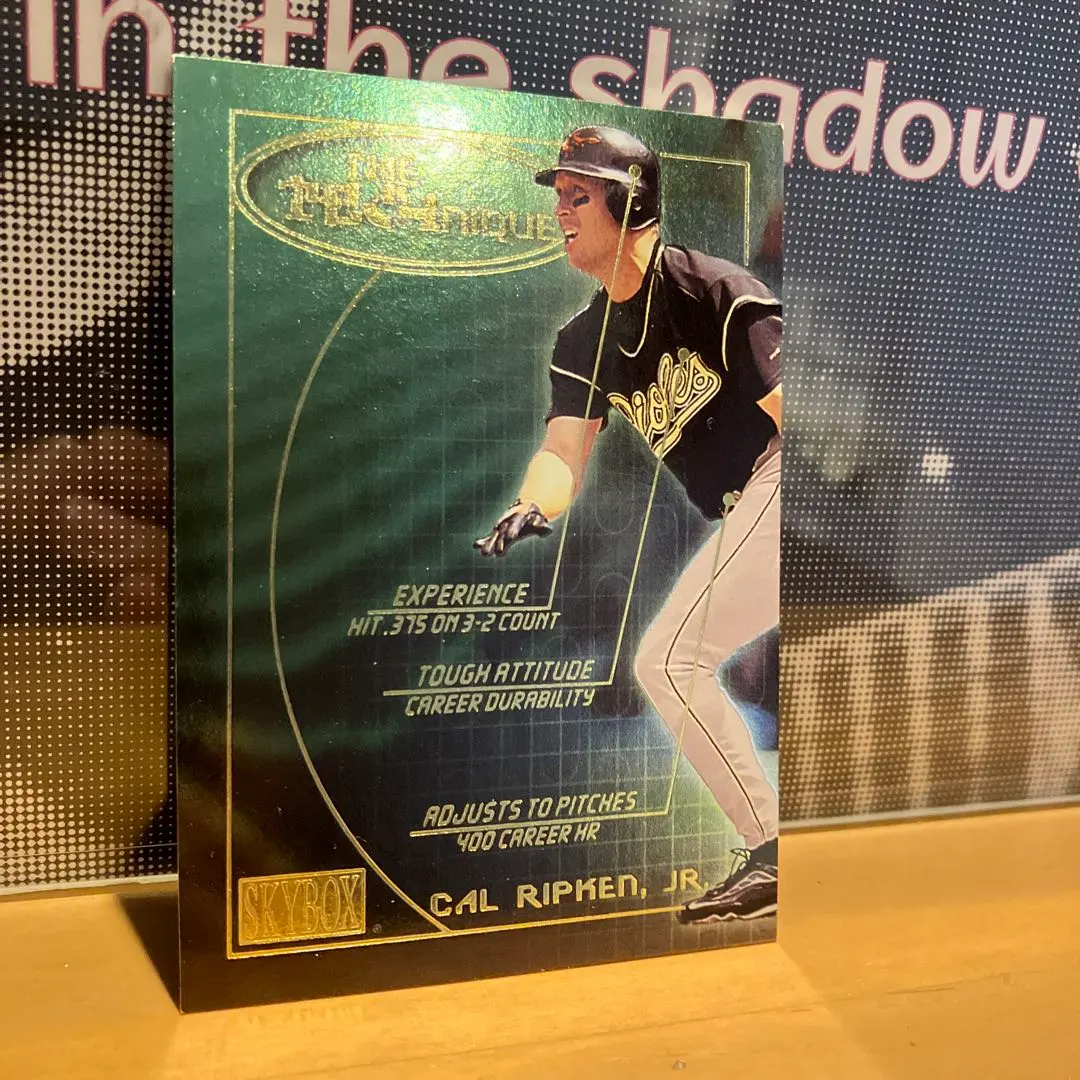 in the shadow
THE
TECHNIQUE
Orioles
EXPERIENCE
HIT .375 ON 3-2 COUNT
TOUGH ATTITUDE
CAREER DURABILITY
ADJUSTS TO PITCHES
400 CAREER HR
SKYBOX
CAL RIPKEN, JR.